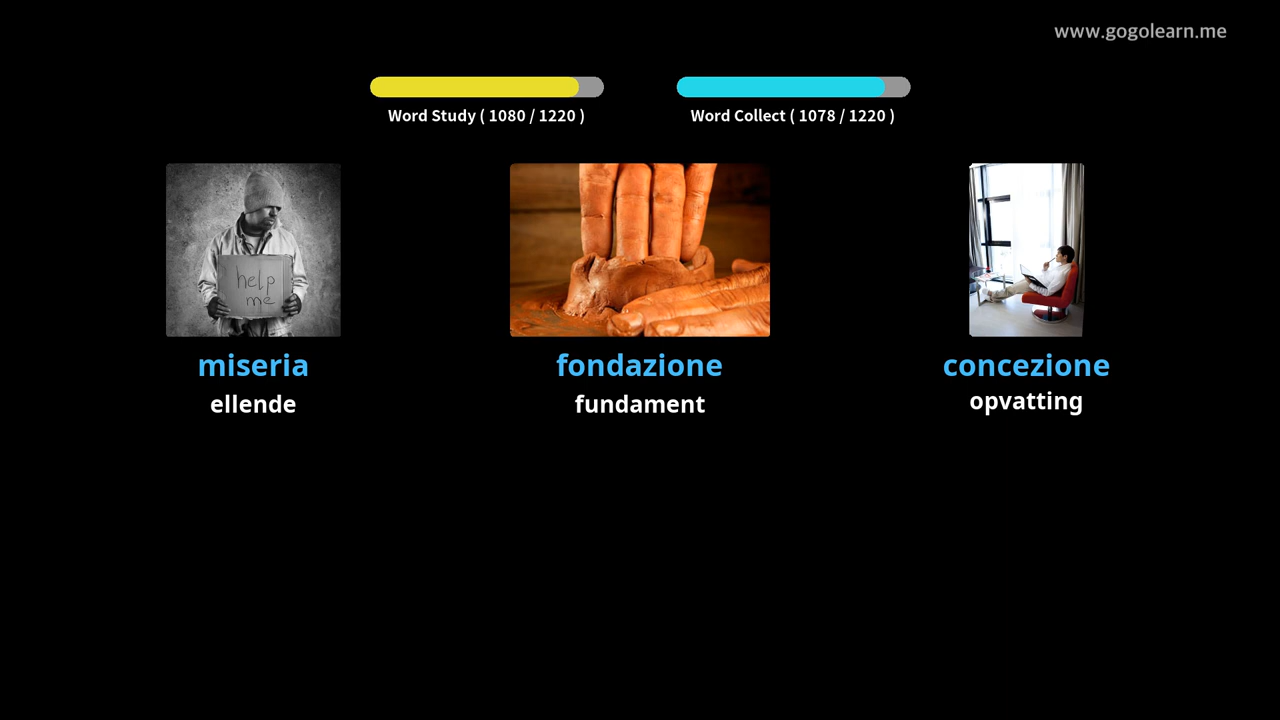 www.gogolearn.me
Word Study ( 1080 / 1220 )
Word Collect ( 1078 / 1220 )
help
me
miseria
fondazione
concezione
ellende
fundament
opvatting